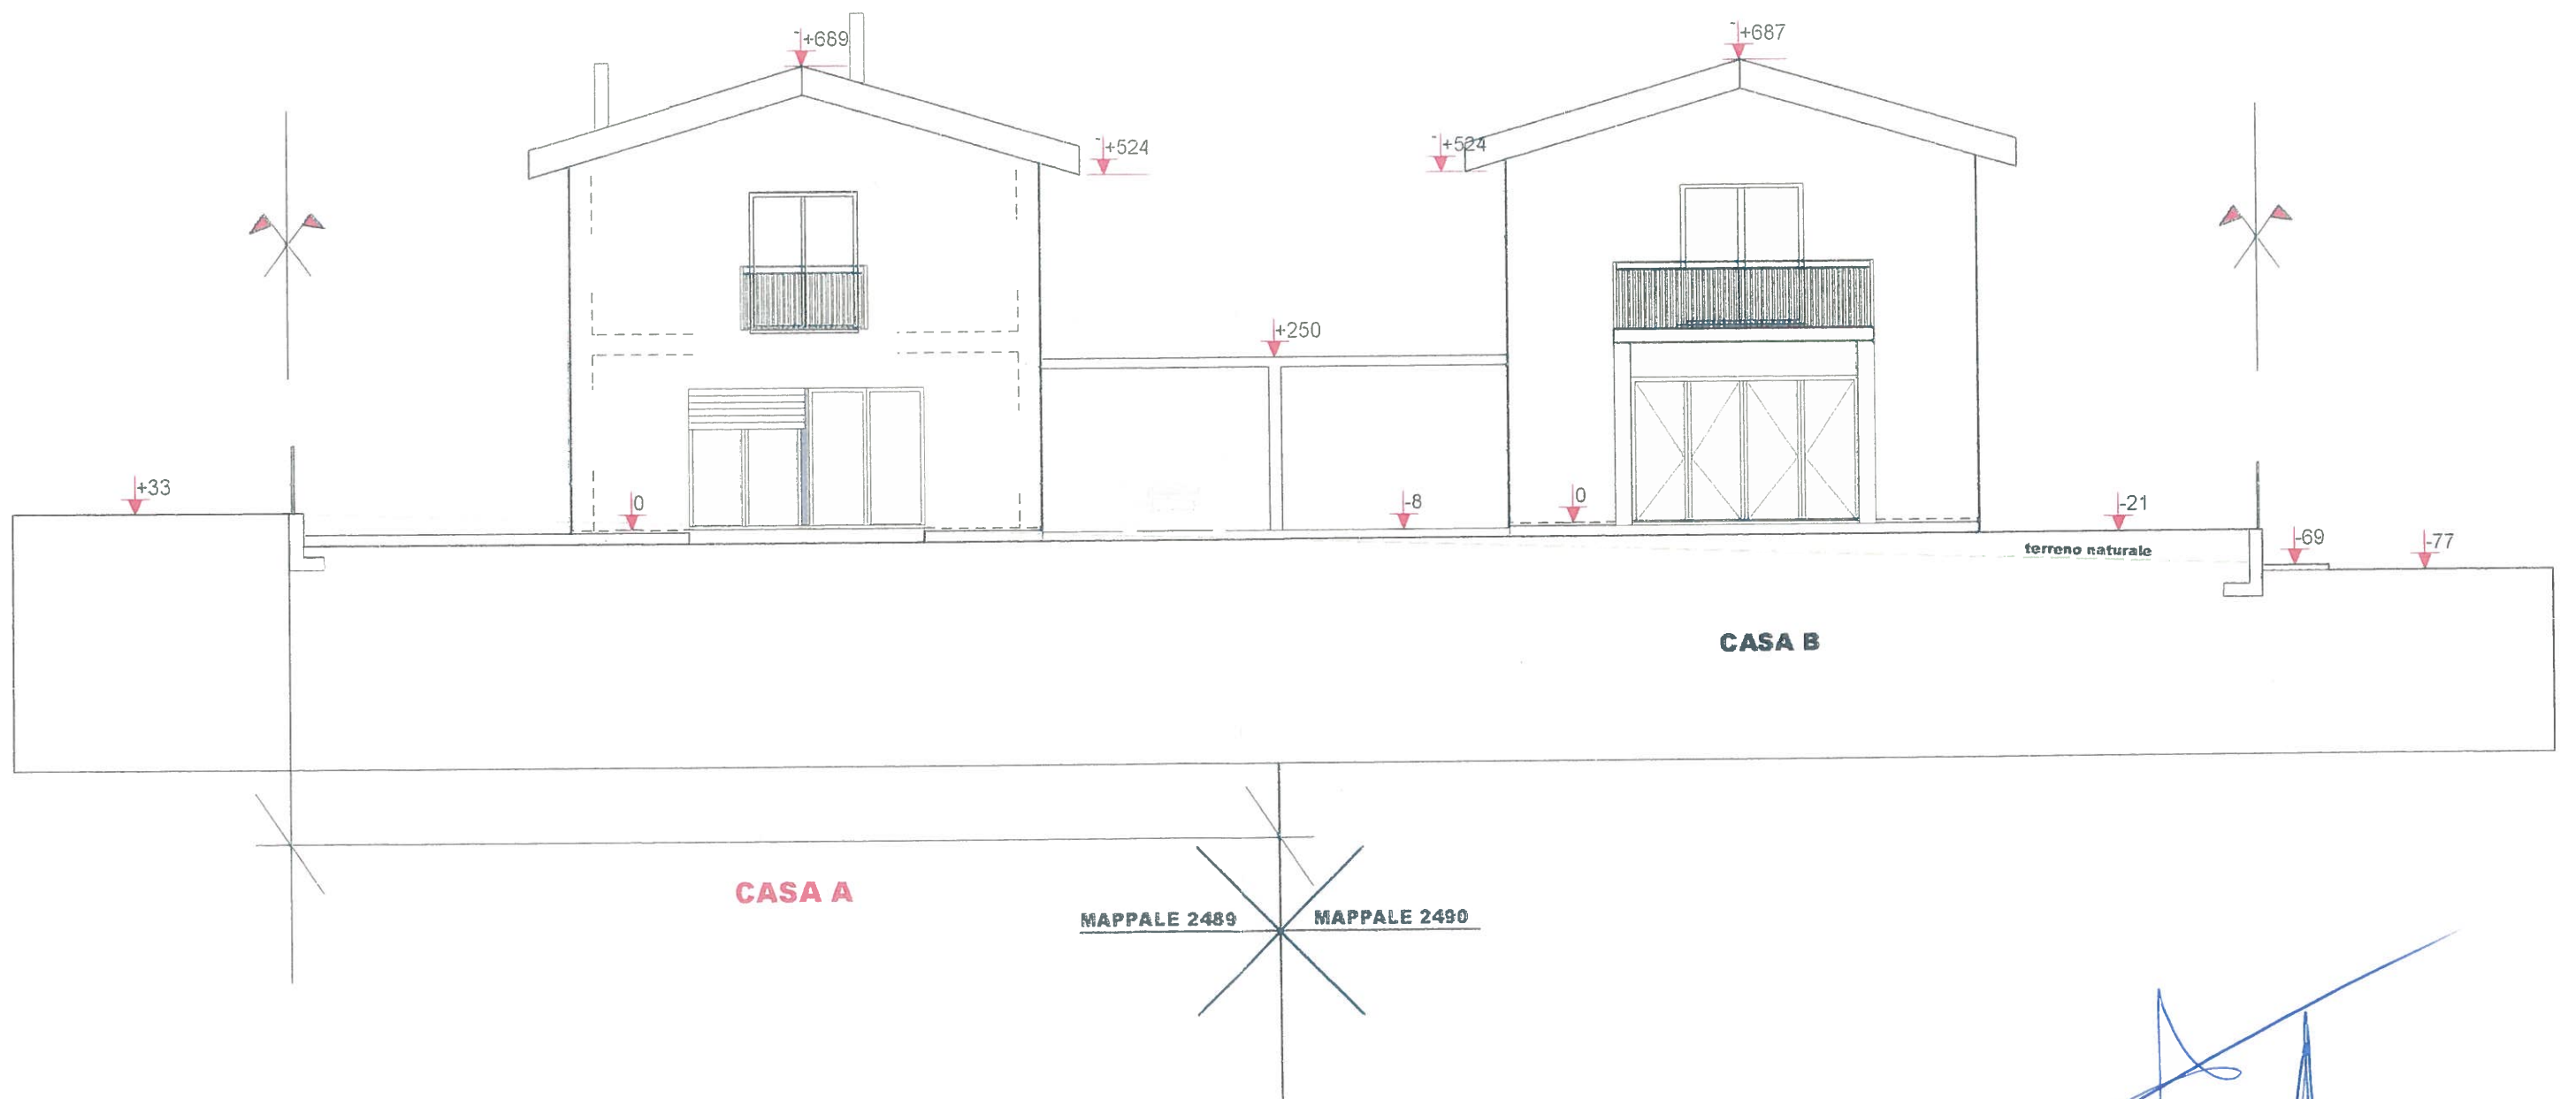 +689
+687
+524
+524
+250
+33
0
-8
0
-21
-69
-77
terreno naturale
CASA B
CASA A
MAPPALE 2489
MAPPALE 2490